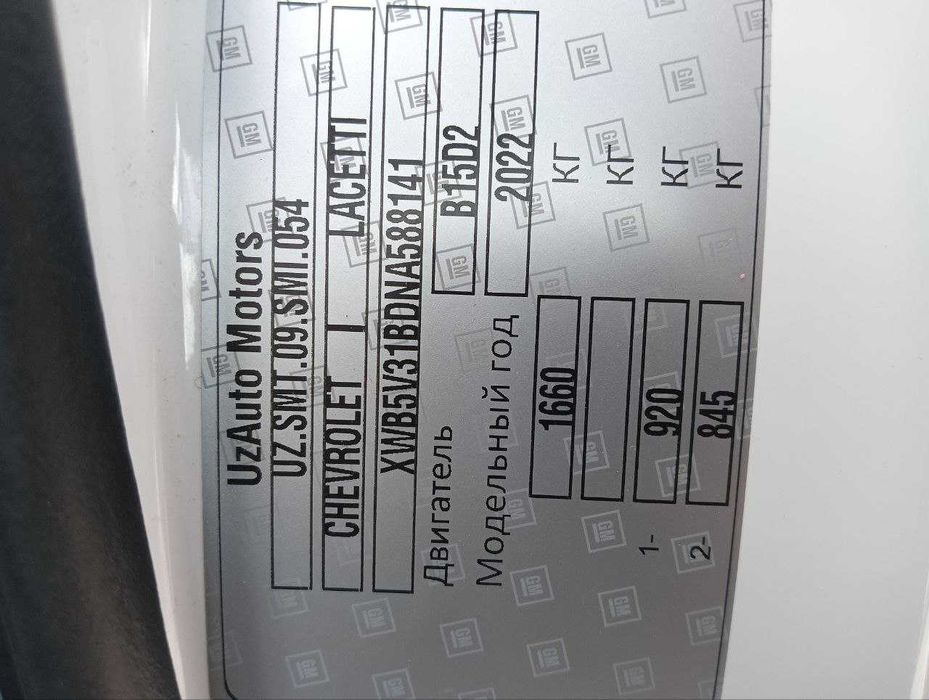 UzAuto Motors
UZ.SMT.09.SMI.054
CHEVROLET | LACETTI
XWB5V31BDNA588141
Двигатель B15D2
Модельный год 2022
1660 КГ
КГ
1- 920 КГ
2- 845 КГ